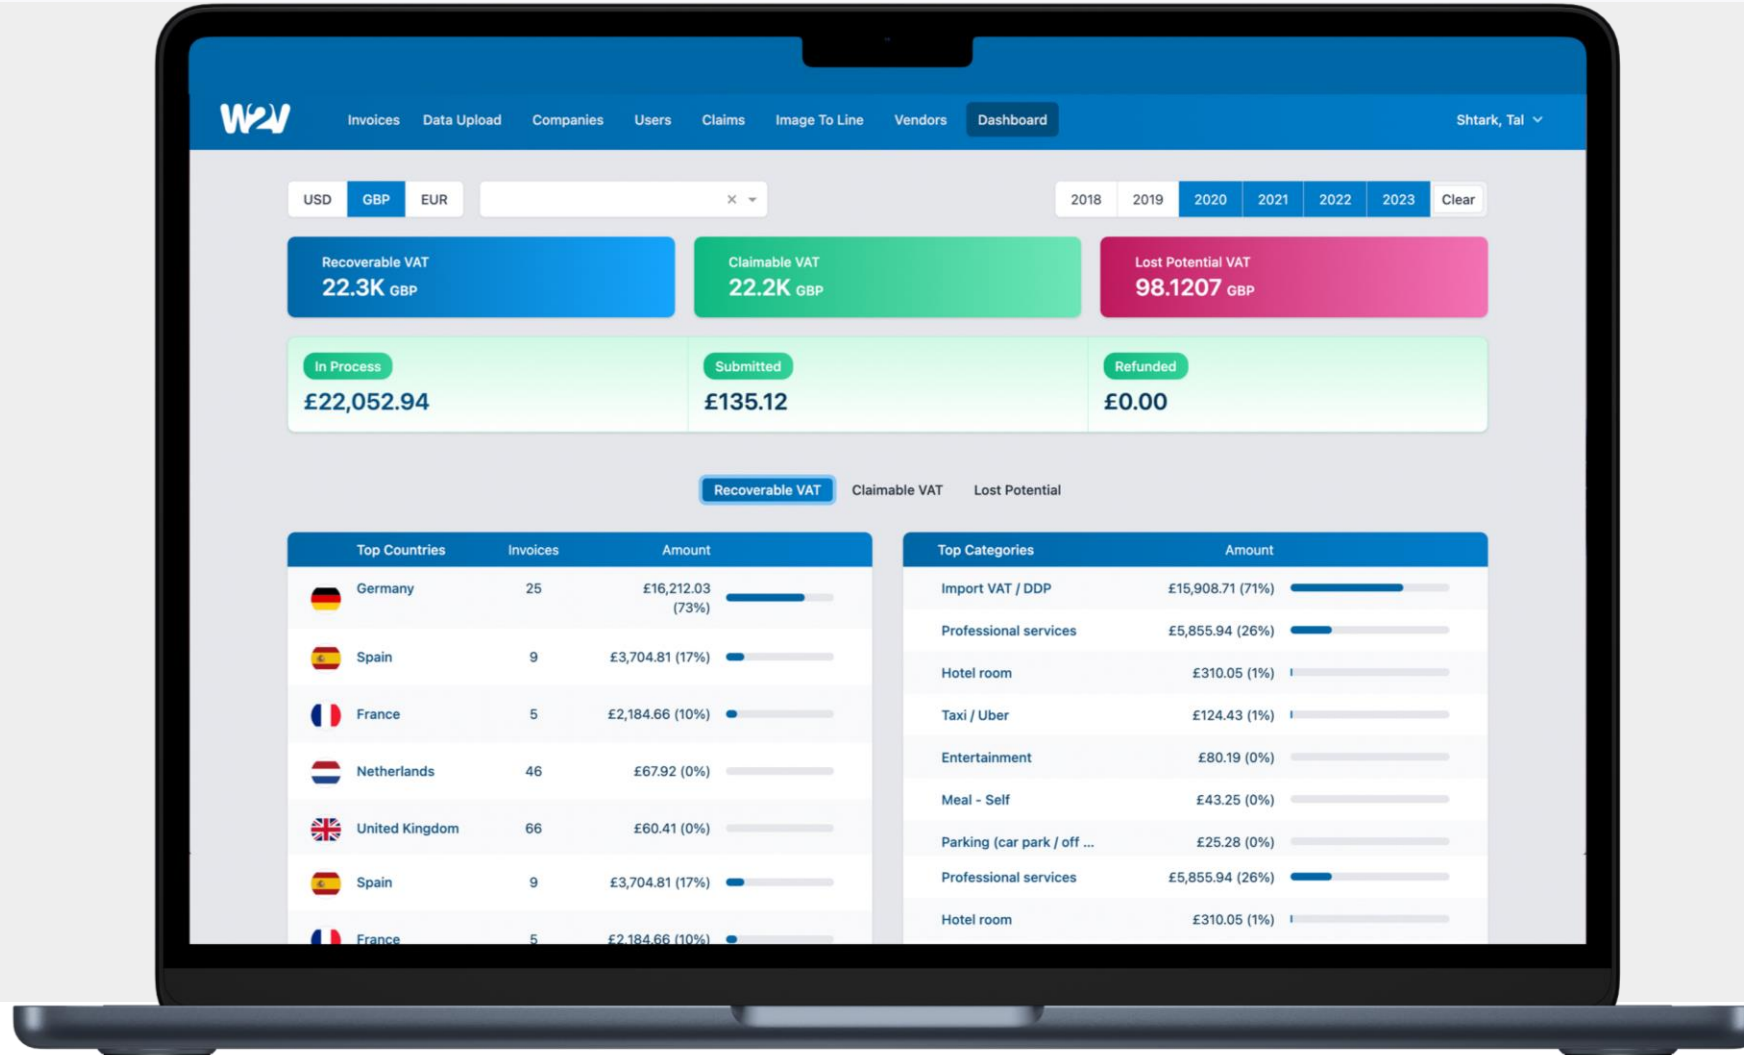 W2V
Invoices Data Upload Companies Users Claims Image To Line Vendors Dashboard Shtark, Tal
USD GBP EUR × 2018 2019 2020 2021 2022 2023 Clear
Recoverable VAT Claimable VAT Lost Potential VAT
22.3K GBP 22.2K GBP 98.1207 GBP
In Process Submitted Refunded
£22,052.94 £135.12 £0.00
Recoverable VAT Claimable VAT Lost Potential
Top Countries Invoices Amount
Germany 25 £16,212.03
(73%)
Spain 9 £3,704.81 (17%)
France 5 £2,184.66 (10%)
Netherlands 46 £67.92 (0%)
United Kingdom 66 £60.41 (0%)
Spain 9 £3,704.81 (17%)
France 5 £2,184.66 (10%)
Top Categories Amount
Import VAT / DDP £15,908.71 (71%)
Professional services £5,855.94 (26%)
Hotel room £310.05 (1%)
Taxi / Uber £124.43 (1%)
Entertainment £80.19 (0%)
Meal - Self £43.25 (0%)
Parking (car park / off ... £25.28 (0%)
Professional services £5,855.94 (26%)
Hotel room £310.05 (1%)